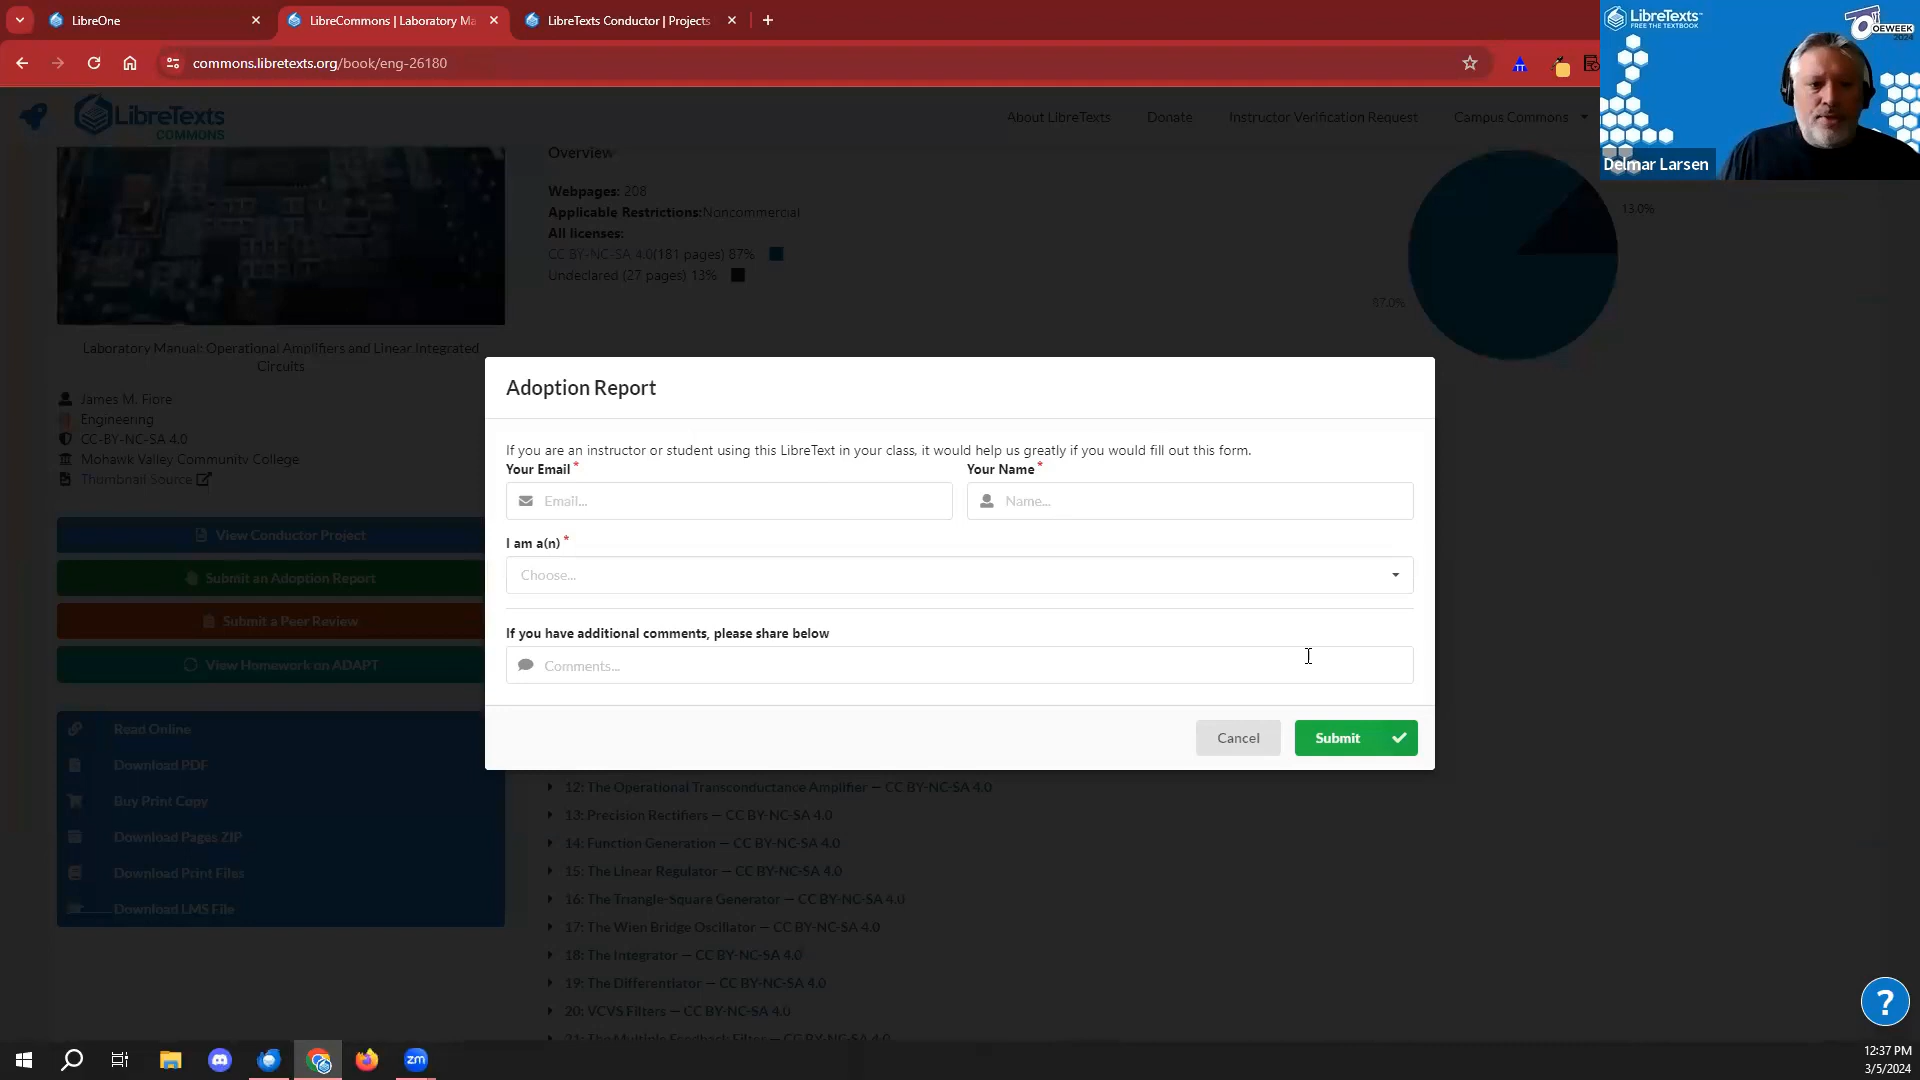 LibreOne
LibreCommons | Laboratory Ma
LibreTexts Conductor | Projects
commons.libretexts.org/book/eng-26180
LibreTexts
FREE THE TEXTBOOK
OEWEEK
2024
Delmar Larsen
LibreTexts
COMMONS
About LibreTexts
Donate
Instructor Verification Request
Campus Commons
Overview
Webpages: 208
Applicable Restrictions:Noncommercial
All licenses:
CC BY-NC-SA 4.0(181 pages) 87%
Undeclared (27 pages) 13%
13.0%
87.0%
Laboratory Manual: Operational Amplifiers and Linear Integrated
Circuits
James M. Fiore
Engineering
CC-BY-NC-SA 4.0
Mohawk Valley Community College
Thumbnail Source
View Conductor Project
Submit an Adoption Report
Submit a Peer Review
View Homework on ADAPT
Read Online
Download PDF
Buy Print Copy
Download Pages ZIP
Download Print Files
Download LMS File
Adoption Report
If you are an instructor or student using this LibreText in your class, it would help us greatly if you would fill out this form.
Your Email*
Your Name*
Email...
Name...
I am a(n)*
Choose...
If you have additional comments, please share below
Comments...
Cancel
Submit
12: The Operational Transconductance Amplifier — CC BY-NC-SA 4.0
13: Precision Rectifiers — CC BY-NC-SA 4.0
14: Function Generation — CC BY-NC-SA 4.0
15: The Linear Regulator — CC BY-NC-SA 4.0
16: The Triangle-Square Generator — CC BY-NC-SA 4.0
17: The Wien Bridge Oscillator — CC BY-NC-SA 4.0
18: The Integrator — CC BY-NC-SA 4.0
19: The Differentiator — CC BY-NC-SA 4.0
20: VCVS Filters — CC BY-NC-SA 4.0
21: The Multiple Feedback Filter — CC BY-NC-SA 4.0
?
zm
12:37 PM
3/5/2024